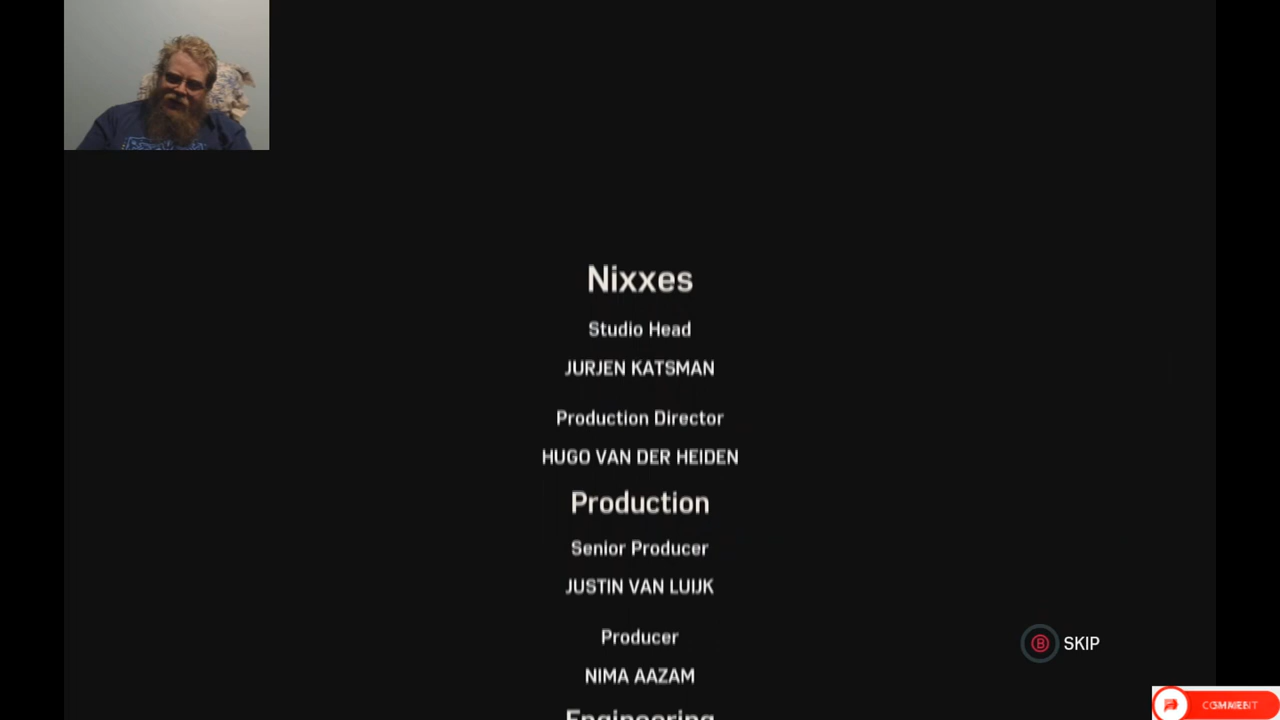 Nixxes
Studio Head
JURJEN KATSMAN
Production Director
HUGO VAN DER HEIDEN
Production
Senior Producer
JUSTIN VAN LUIJK
Producer
NIMA AAZAM
Engineering
B SKIP